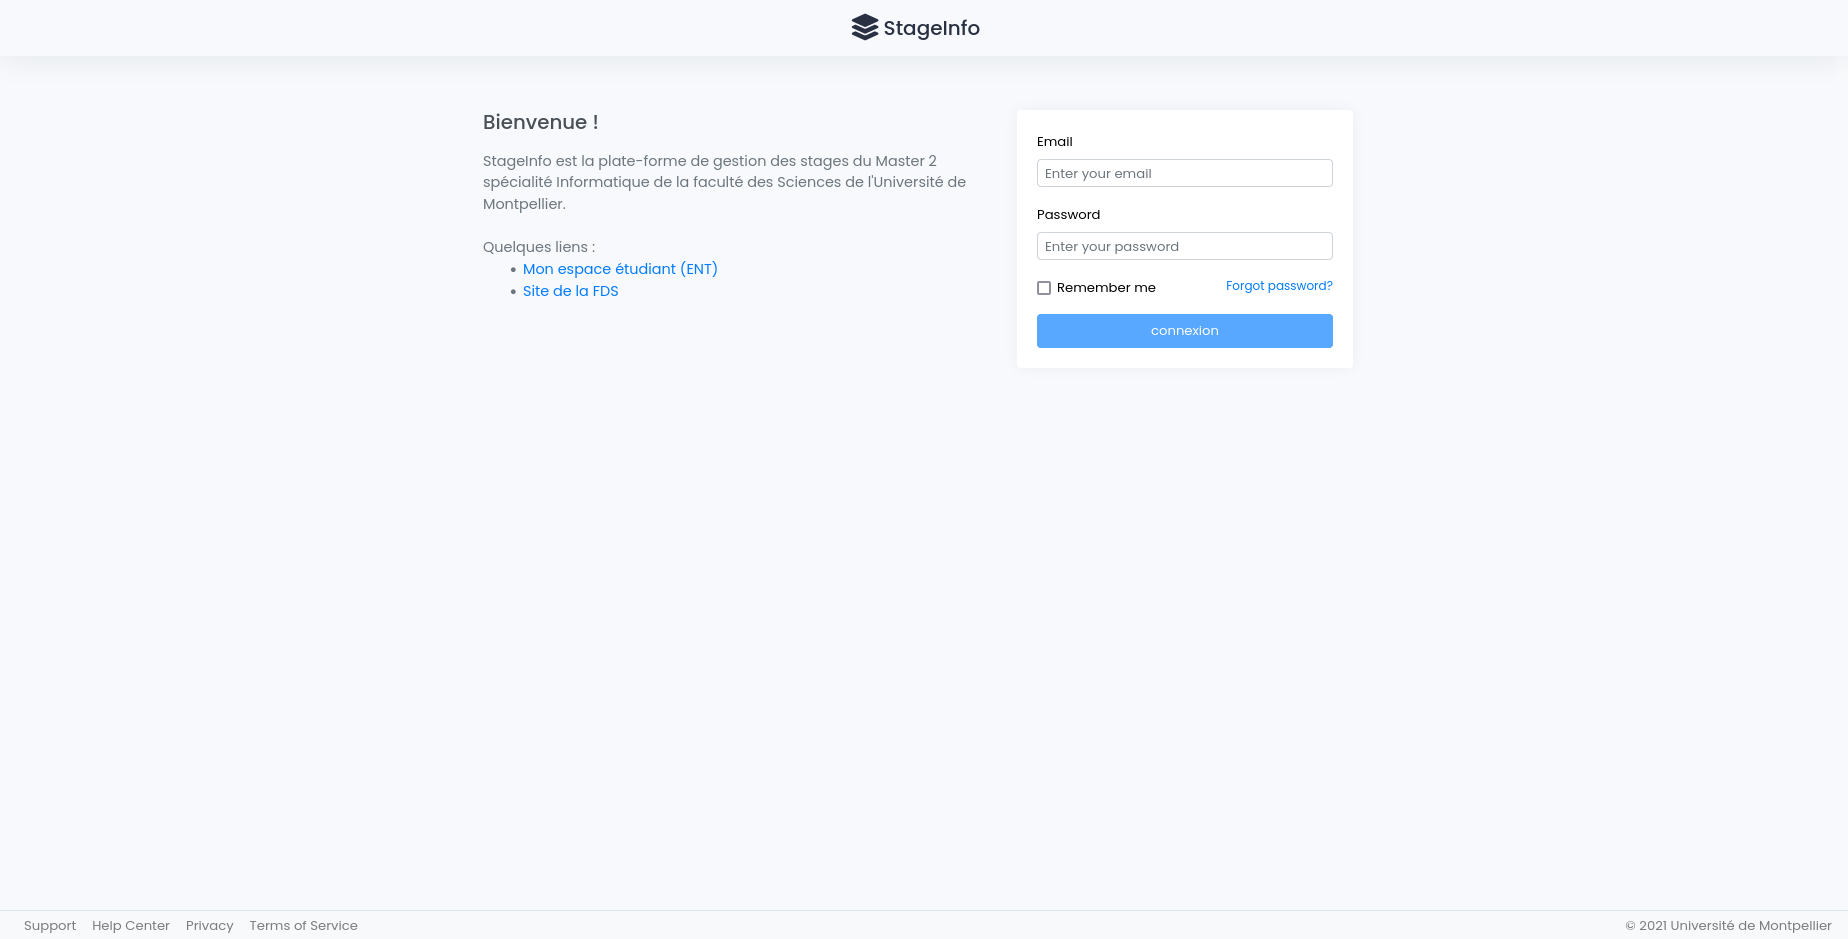 StageInfo
Bienvenue !
StageInfo est la plate-forme de gestion des stages du Master 2
spécialité Informatique de la faculté des Sciences de l'Université de
Montpellier.
Quelques liens :
Mon espace étudiant (ENT)
Site de la FDS
Email
Enter your email
Password
Enter your password
Remember me
Forgot password?
connexion
Support Help Center Privacy Terms of Service
© 2021 Université de Montpellier